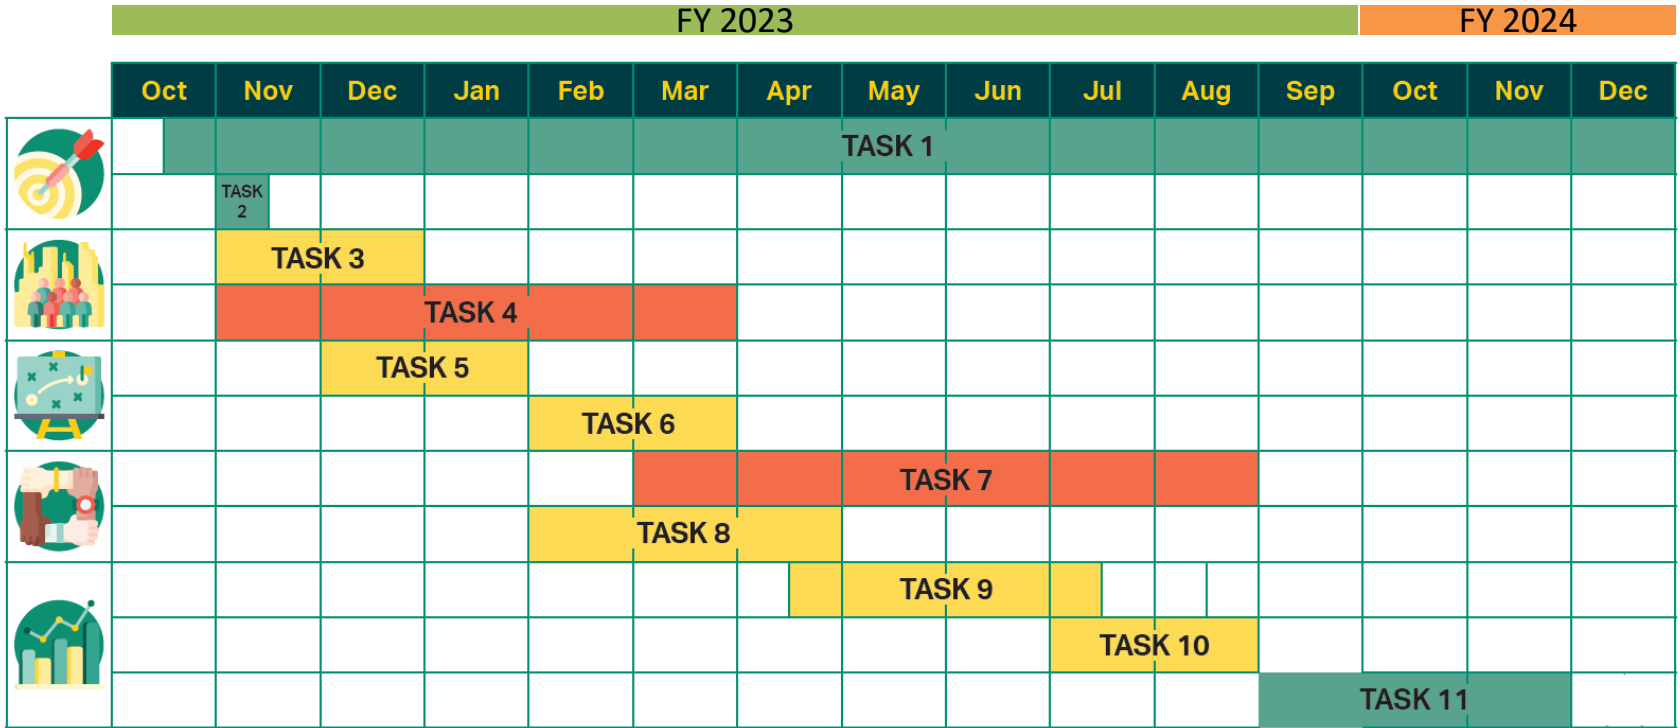 FY 2023 FY 2024
Oct Nov Dec Jan Feb Mar Apr May Jun Jul Aug Sep Oct Nov Dec
TASK 1
TASK
2
TASK 3
TASK 4
TASK 5
TASK 6
TASK 7
TASK 8
TASK 9
TASK 10
TASK 11